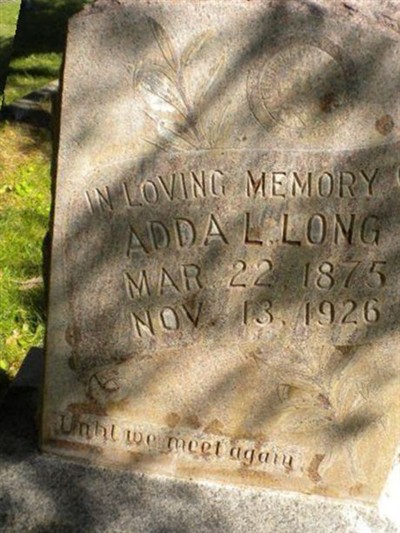 IN LOVING MEMORY
ADDA L. LONG
MAR. 22. 1875
NOV. 13. 1926
Until we meet again.